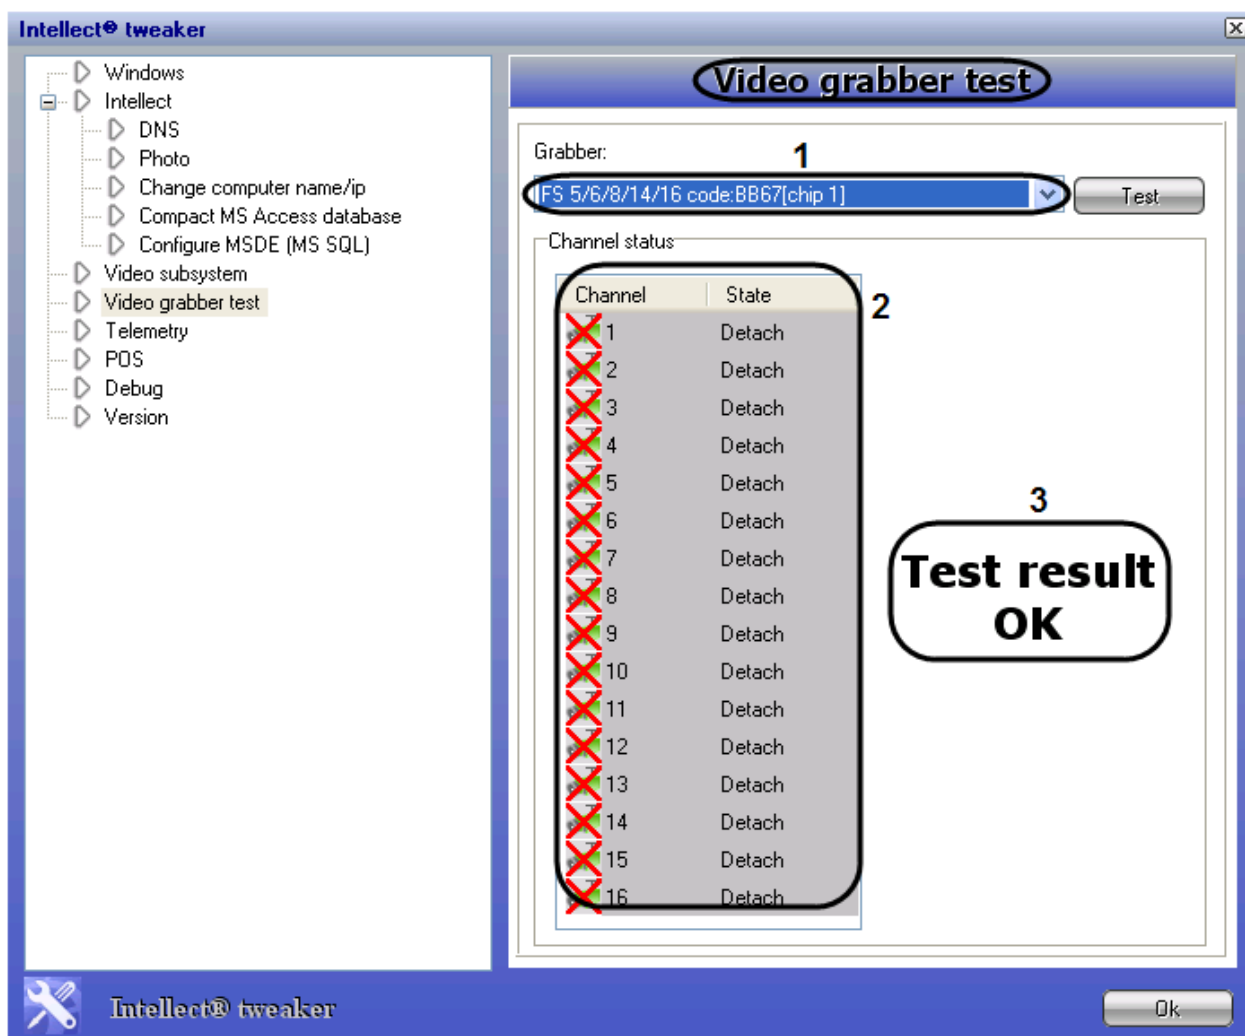 Intellect® tweaker
Windows
Intellect
DNS
Photo
Change computer name/ip
Compact MS Access database
Configure MSDE (MS SQL)
Video subsystem
Video grabber test
Telemetry
POS
Debug
Version
Video grabber test
Grabber:
1
FS 5/6/8/14/16 code:BB67[chip 1]
Test
Channel status
Channel State
2
1 Detach
2 Detach
3 Detach
4 Detach
5 Detach
6 Detach
7 Detach
8 Detach
9 Detach
10 Detach
11 Detach
12 Detach
13 Detach
14 Detach
15 Detach
16 Detach
3
Test result
OK
Intellect® tweaker
Ok